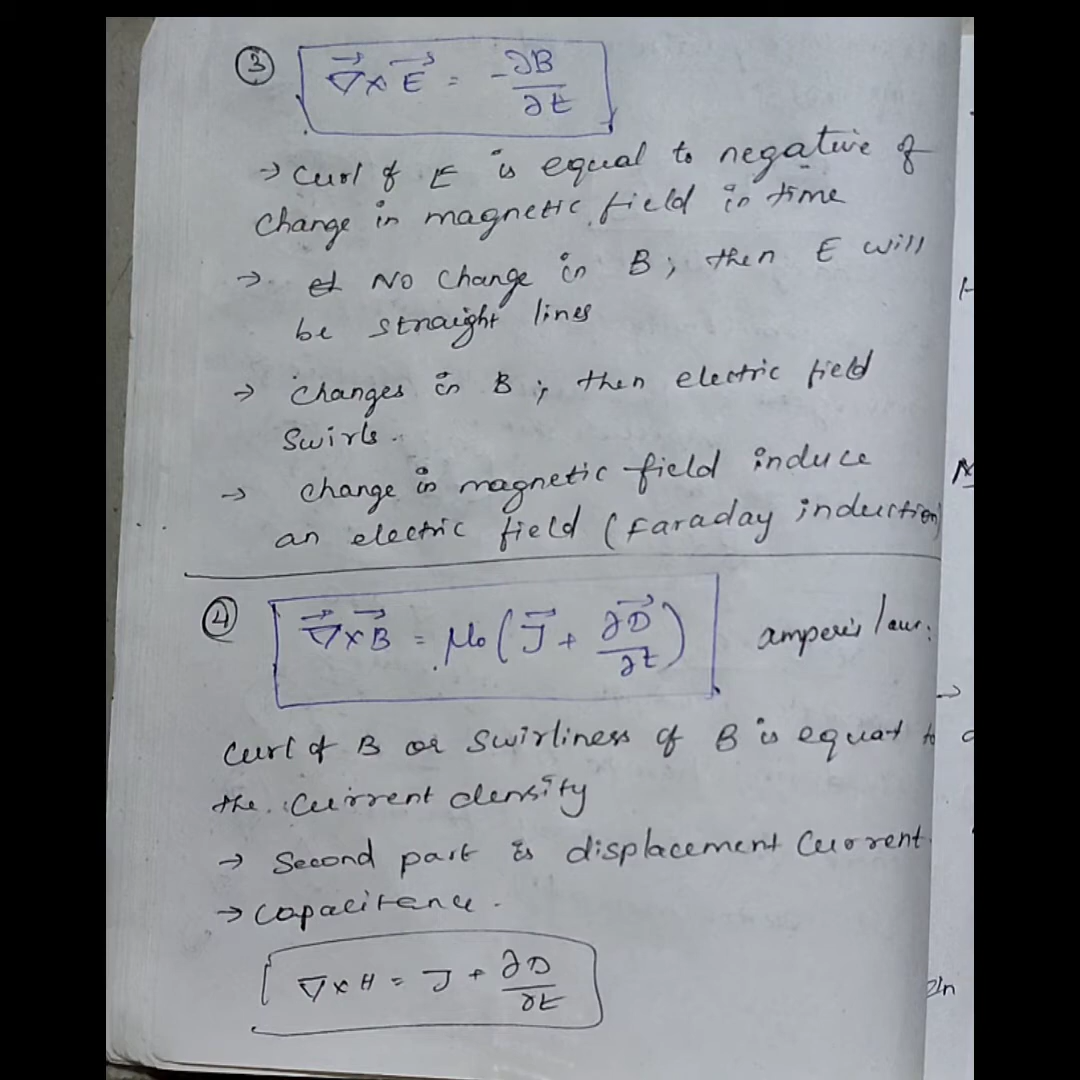 ③ ∇⃗ × E⃗ = -∂B/∂t
→ Curl of E is equal to negative of
change in magnetic field in time
→ No change in B, then E will
be straight lines
→ changes in B, then electric field
swirls.
→ change in magnetic field induce
an electric field (Faraday induction)
④ ∇⃗ × B⃗ = μ₀(J⃗ + ∂D⃗/∂t) amperes law:
Curl of B or swirliness of B is equal to
the current density
→ Second part is displacement current
→ capacitance.
∇ × H = J + ∂D/∂t